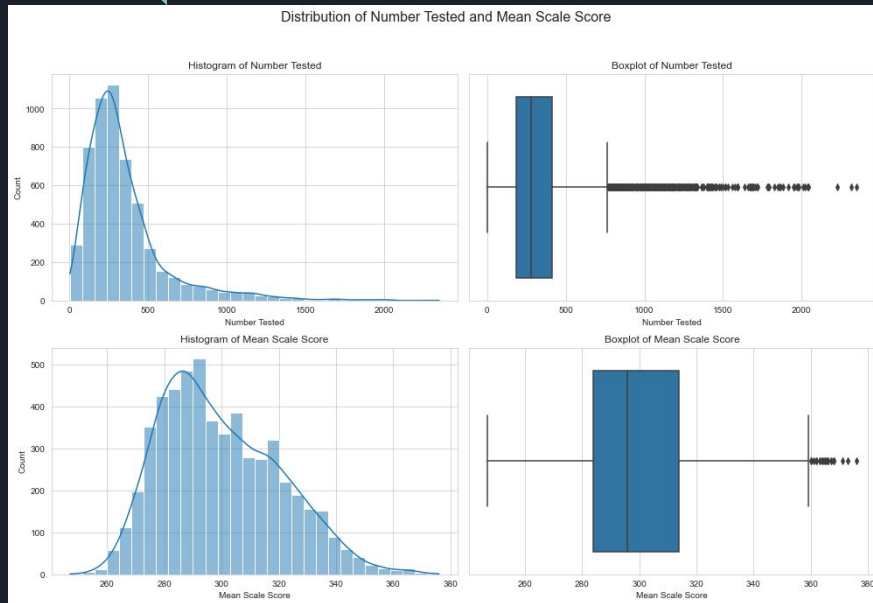 Distribution of Number Tested and Mean Scale Score
Histogram of Number Tested
Boxplot of Number Tested
Count
1000
800
600
400
200
0
0 500 1000 1500 2000
Number Tested
0 500 1000 1500 2000
Number Tested
Histogram of Mean Scale Score
Boxplot of Mean Scale Score
Count
500
400
300
200
100
0
260 280 300 320 340 360 380
Mean Scale Score
260 280 300 320 340 360 380
Mean Scale Score